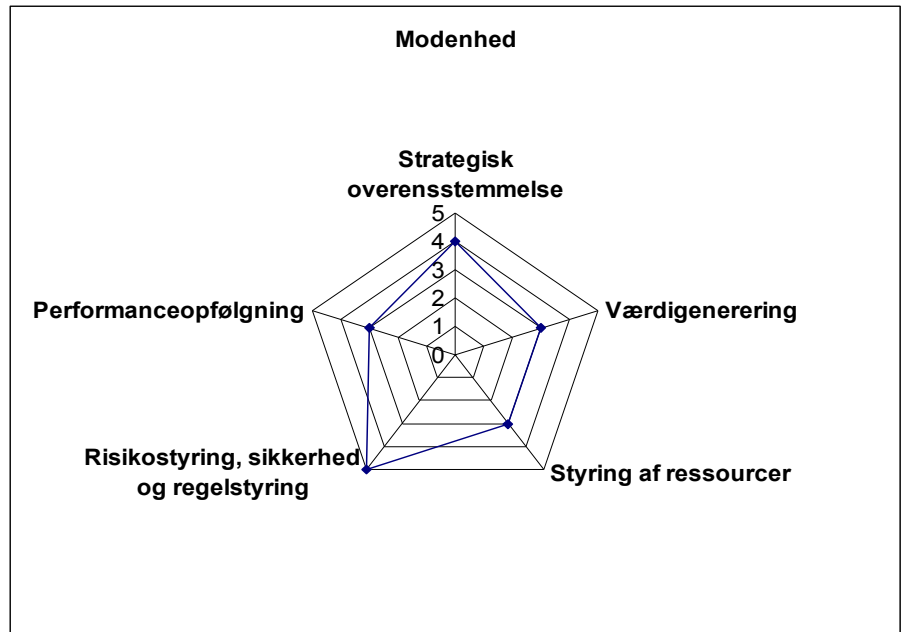 Modenhed
Strategisk
overensstemmelse
5
4
3
2
1
0
Performanceopfølgning
Værdigenerering
Risikostyring, sikkerhed
og regelstyring
Styring af ressourcer